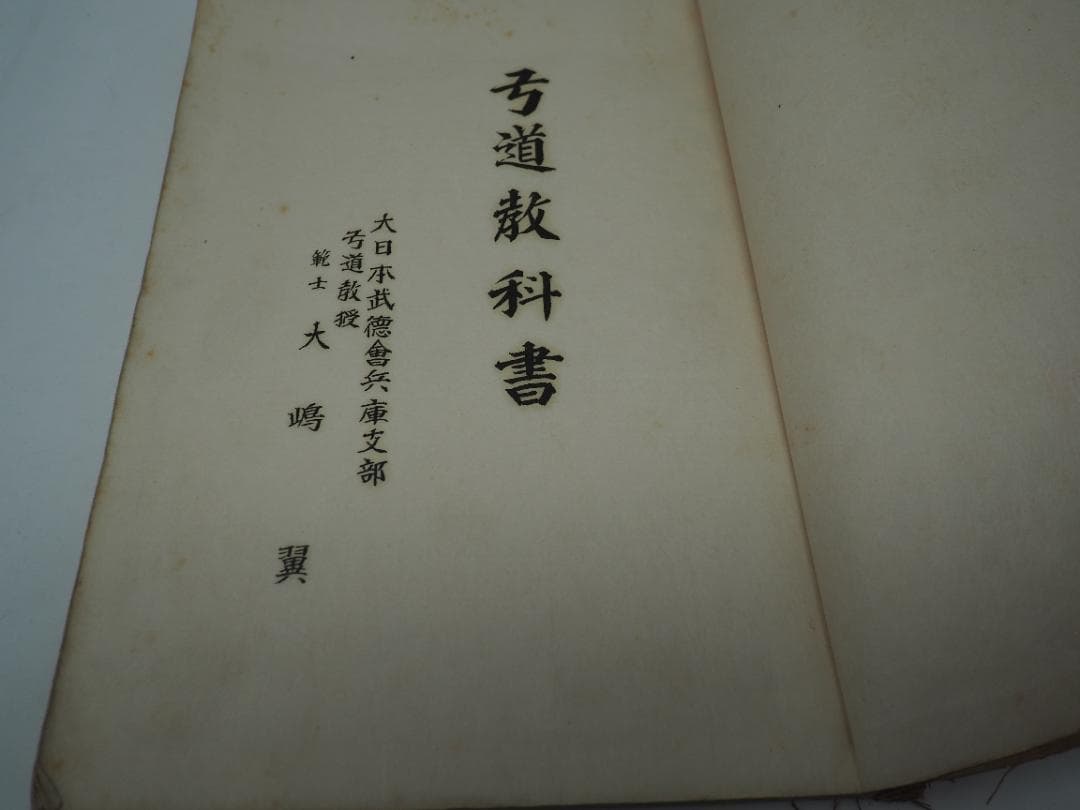 弓道教科書
大日本武德會兵庫支部
弓道教授
範士 大嶋翼